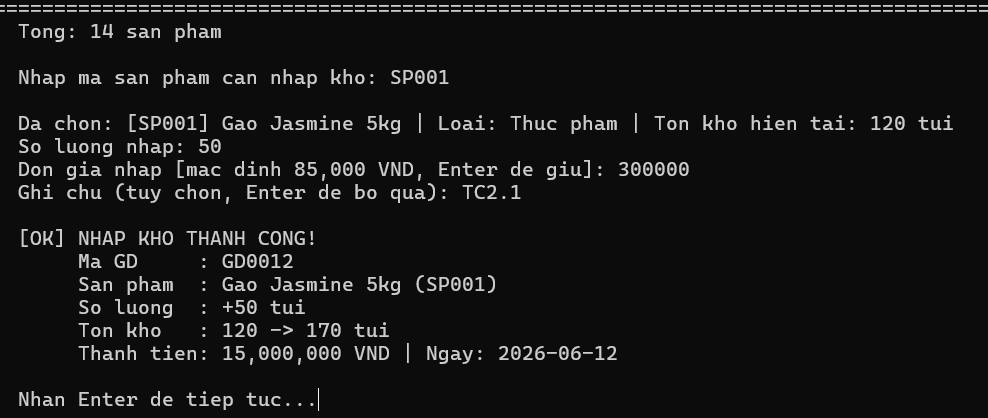 ================================================================================
Tong: 14 san pham
Nhap ma san pham can nhap kho: SP001
Da chon: [SP001] Gao Jasmine 5kg | Loai: Thuc pham | Ton kho hien tai: 120 tui
So luong nhap: 50
Don gia nhap [mac dinh 85,000 VND, Enter de giu]: 300000
Ghi chu (tuy chon, Enter de bo qua): TC2.1
[OK] NHAP KHO THANH CONG!
Ma GD     : GD0012
San pham  : Gao Jasmine 5kg (SP001)
So luong  : +50 tui
Ton kho   : 120 -> 170 tui
Thanh tien: 15,000,000 VND | Ngay: 2026-06-12
Nhan Enter de tiep tuc...